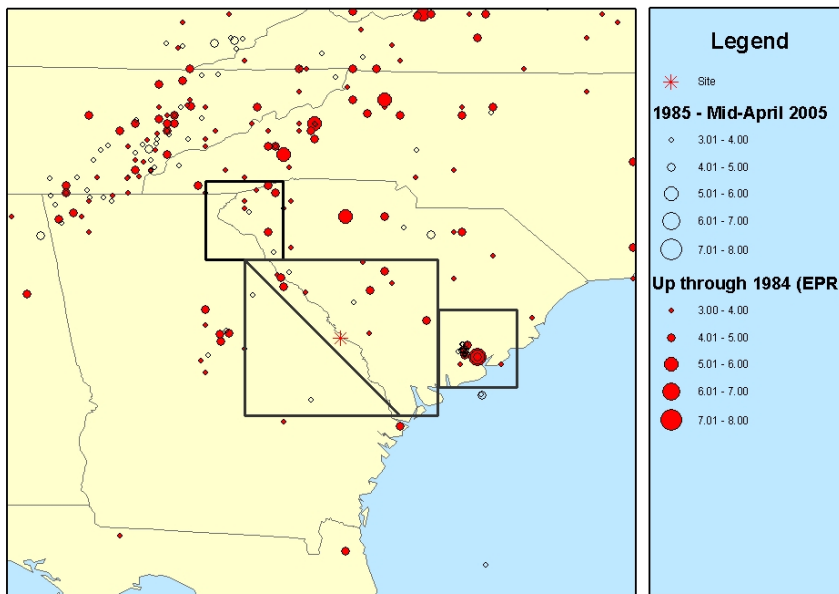 Legend
Site
1985 - Mid-April 2005
3.01 - 4.00
4.01 - 5.00
5.01 - 6.00
6.01 - 7.00
7.01 - 8.00
Up through 1984 (EPR
3.00 - 4.00
4.01 - 5.00
5.01 - 6.00
6.01 - 7.00
7.01 - 8.00